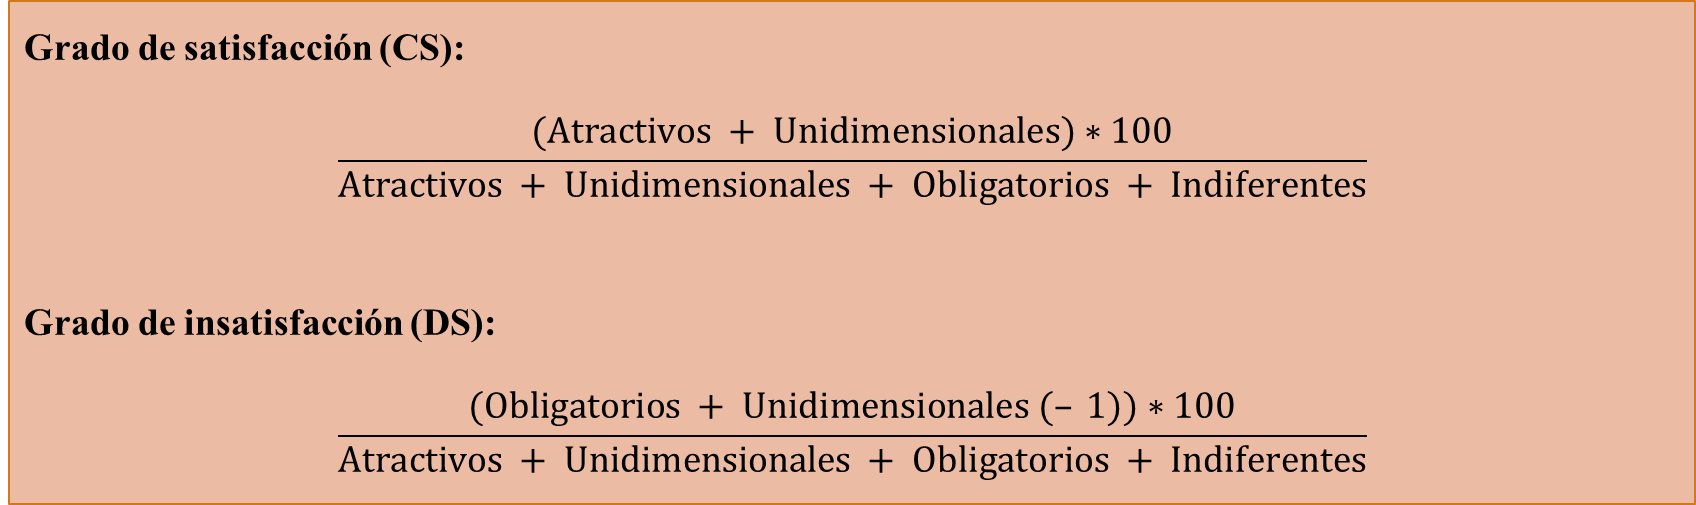 Grado de satisfacción (CS):
(Atractivos + Unidimensionales) ∗ 100
Atractivos + Unidimensionales + Obligatorios + Indiferentes
Grado de insatisfacción (DS):
(Obligatorios + Unidimensionales (– 1)) ∗ 100
Atractivos + Unidimensionales + Obligatorios + Indiferentes